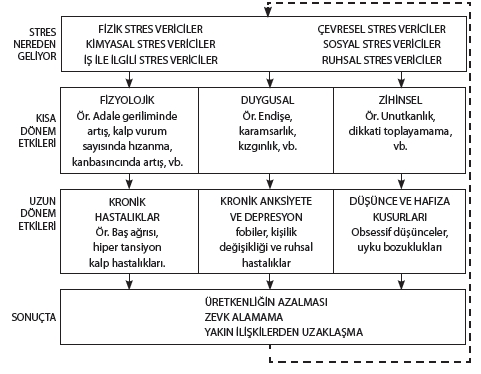 STRES
NEREDEN
GELİYOR
FİZİK STRES VERİCİLER
KİMYASAL STRES VERİCİLER
İŞ İLE İLGİLİ STRES VERİCİLER
ÇEVRESEL STRES VERİCİLER
SOSYAL STRES VERİCİLER
RUHSAL STRES VERİCİLER
KISA
DÖNEM
ETKİLERİ
FİZYOLOJİK
Ör. Adale geriliminde
artış, kalp vurum
sayısında hızanma,
kanbasıncında artış, vb.
DUYGUSAL
Ör. Endişe,
karamsarlık,
kızgınlık, vb.
ZİHİNSEL
Ör. Unutkanlık,
dikkati toplayamama,
vb.
UZUN
DÖNEM
ETKİLERİ
KRONİK
HASTALIKLAR
Ör. Baş ağrısı,
hiper tansiyon
kalp hastalıkları.
KRONİK ANKSİYETE
VE DEPRESYON
fobiler, kişilik
değişikliği ve ruhsal
hastalıklar
DÜŞÜNCE VE HAFIZA
KUSURLARI
Obsessif düşünceler,
uyku bozuklukları
SONUÇTA
ÜRETKENLİĞİN AZALMASI
ZEVK ALAMAMA
YAKIN İLİŞKİLERDEN UZAKLAŞMA